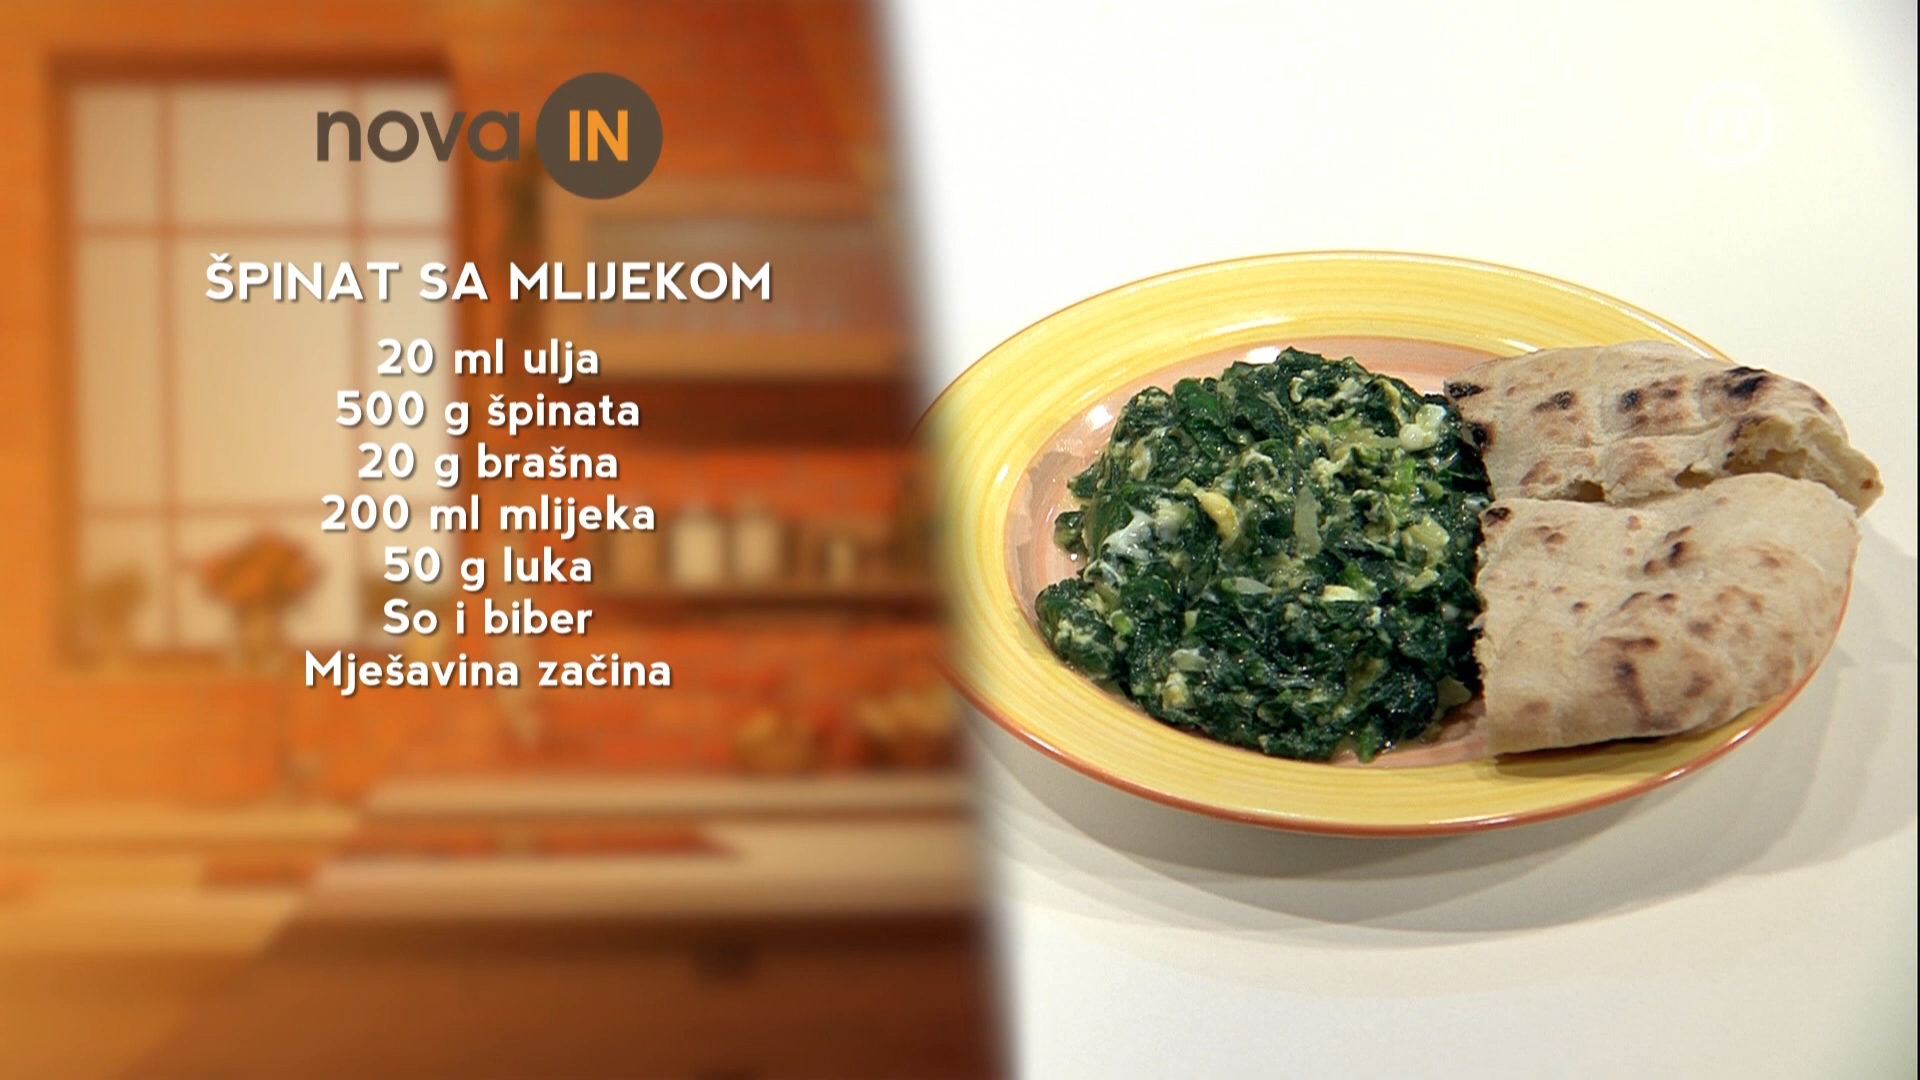 nova IN
ŠPINAT SA MLIJEKOM
20 ml ulja
500 g špinata
20 g brašna
200 ml mlijeka
50 g luka
So i biber
Mješavina začina